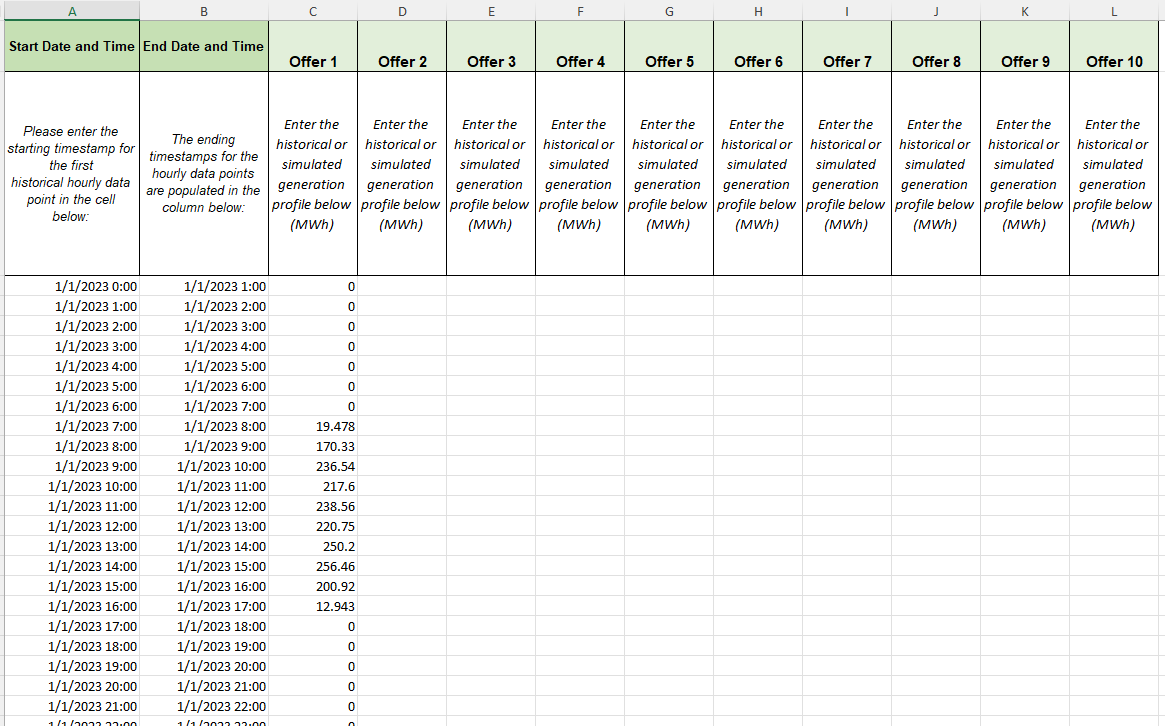 A B C D E F G H I J K L
Start Date and Time End Date and Time Offer 1 Offer 2 Offer 3 Offer 4 Offer 5 Offer 6 Offer 7 Offer 8 Offer 9 Offer 10
Please enter the
starting timestamp for
the first
historical hourly data
point in the cell
below:
The ending
timestamps for the
hourly data points
are populated in the
column below:
Enter the
historical or
simulated
generation
profile below
(MWh)
Enter the
historical or
simulated
generation
profile below
(MWh)
Enter the
historical or
simulated
generation
profile below
(MWh)
Enter the
historical or
simulated
generation
profile below
(MWh)
Enter the
historical or
simulated
generation
profile below
(MWh)
Enter the
historical or
simulated
generation
profile below
(MWh)
Enter the
historical or
simulated
generation
profile below
(MWh)
Enter the
historical or
simulated
generation
profile below
(MWh)
Enter the
historical or
simulated
generation
profile below
(MWh)
Enter the
historical or
simulated
generation
profile below
(MWh)
1/1/2023 0:00 1/1/2023 1:00 0
1/1/2023 1:00 1/1/2023 2:00 0
1/1/2023 2:00 1/1/2023 3:00 0
1/1/2023 3:00 1/1/2023 4:00 0
1/1/2023 4:00 1/1/2023 5:00 0
1/1/2023 5:00 1/1/2023 6:00 0
1/1/2023 6:00 1/1/2023 7:00 0
1/1/2023 7:00 1/1/2023 8:00 19.478
1/1/2023 8:00 1/1/2023 9:00 170.33
1/1/2023 9:00 1/1/2023 10:00 236.54
1/1/2023 10:00 1/1/2023 11:00 217.6
1/1/2023 11:00 1/1/2023 12:00 238.56
1/1/2023 12:00 1/1/2023 13:00 220.75
1/1/2023 13:00 1/1/2023 14:00 250.2
1/1/2023 14:00 1/1/2023 15:00 256.46
1/1/2023 15:00 1/1/2023 16:00 200.92
1/1/2023 16:00 1/1/2023 17:00 12.943
1/1/2023 17:00 1/1/2023 18:00 0
1/1/2023 18:00 1/1/2023 19:00 0
1/1/2023 19:00 1/1/2023 20:00 0
1/1/2023 20:00 1/1/2023 21:00 0
1/1/2023 21:00 1/1/2023 22:00 0
1/1/2023 22:00 1/1/2023 23:00 0